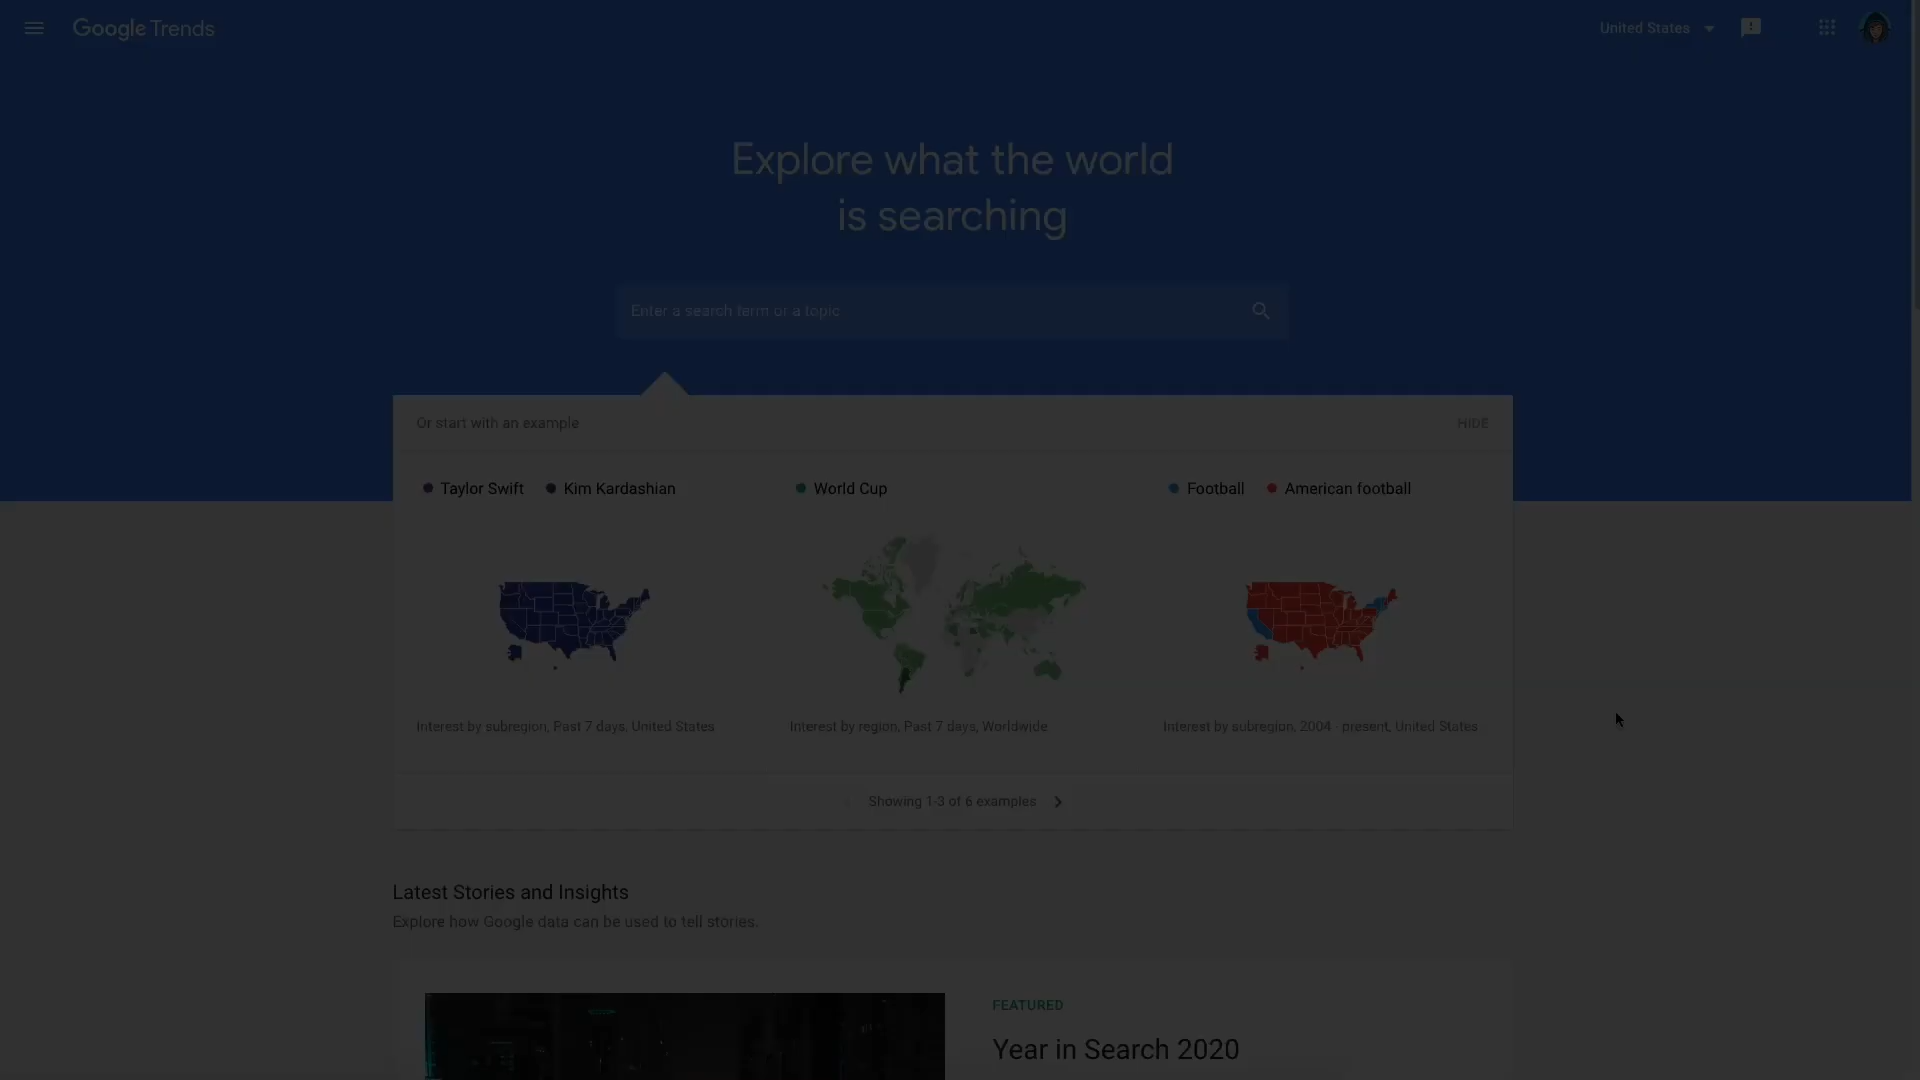 Google Trends
United States
Explore what the world
is searching
Enter a search term or a topic
Or start with an example
HIDE
Taylor Swift
Kim Kardashian
World Cup
Football
American football
Interest by subregion, Past 7 days, United States
Interest by region, Past 7 days, Worldwide
Interest by subregion, 2004 - present, United States
Showing 1-3 of 6 examples
Latest Stories and Insights
Explore how Google data can be used to tell stories.
FEATURED
Year in Search 2020